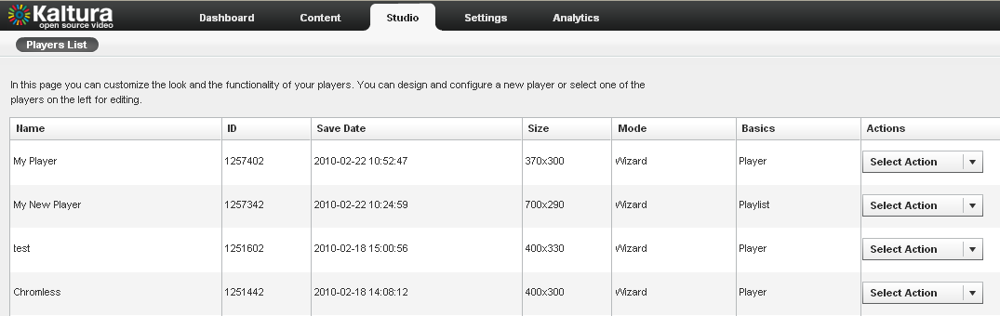 Kaltura
open source video
Dashboard Content Studio Settings Analytics
Players List
In this page you can customize the look and the functionality of your players. You can design and configure a new player or select one of the
players on the left for editing.
Name ID Save Date Size Mode Basics Actions
My Player 1257402 2010-02-22 10:52:47 370x300 Wizard Player Select Action
My New Player 1257342 2010-02-22 10:24:59 700x290 Wizard Playlist Select Action
test 1251602 2010-02-18 15:00:56 400x330 Wizard Player Select Action
Chromless 1251442 2010-02-18 14:08:12 400x300 Wizard Player Select Action